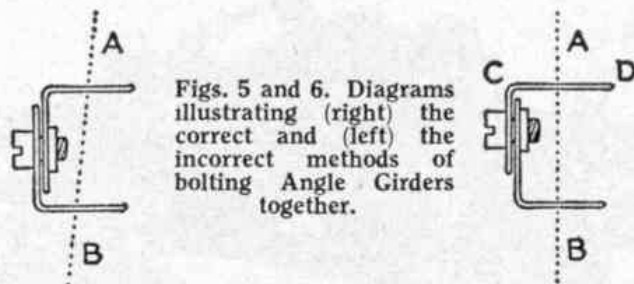 A
B
Figs. 5 and 6. Diagrams
illustrating (right) the
correct and (left) the
incorrect methods of
bolting Angle Girders
together.
A
C
D
B